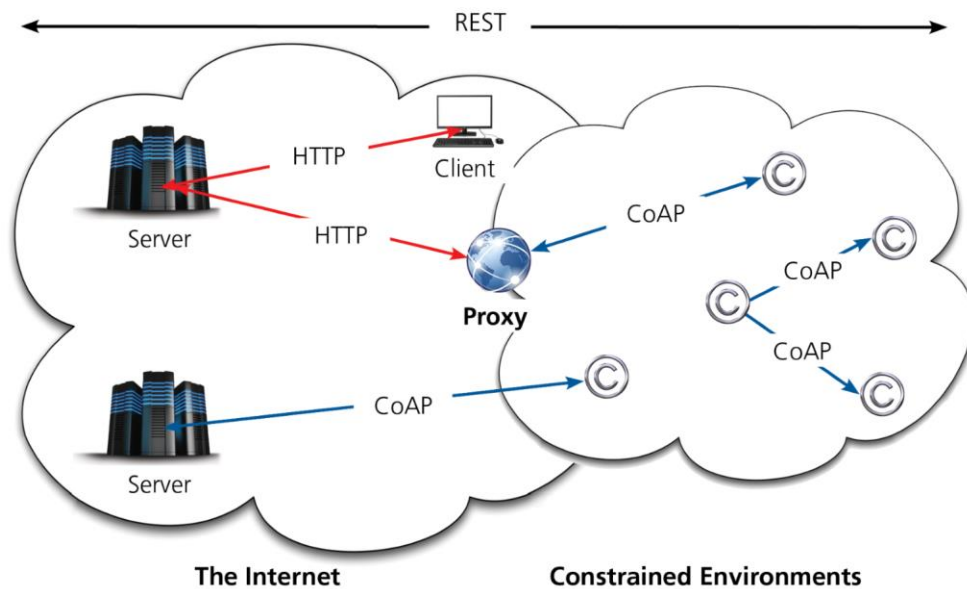 REST
HTTP
Client
Server
HTTP
CoAP
©
©
CoAP
©
Proxy
CoAP
©
CoAP
©
Server
The Internet
Constrained Environments